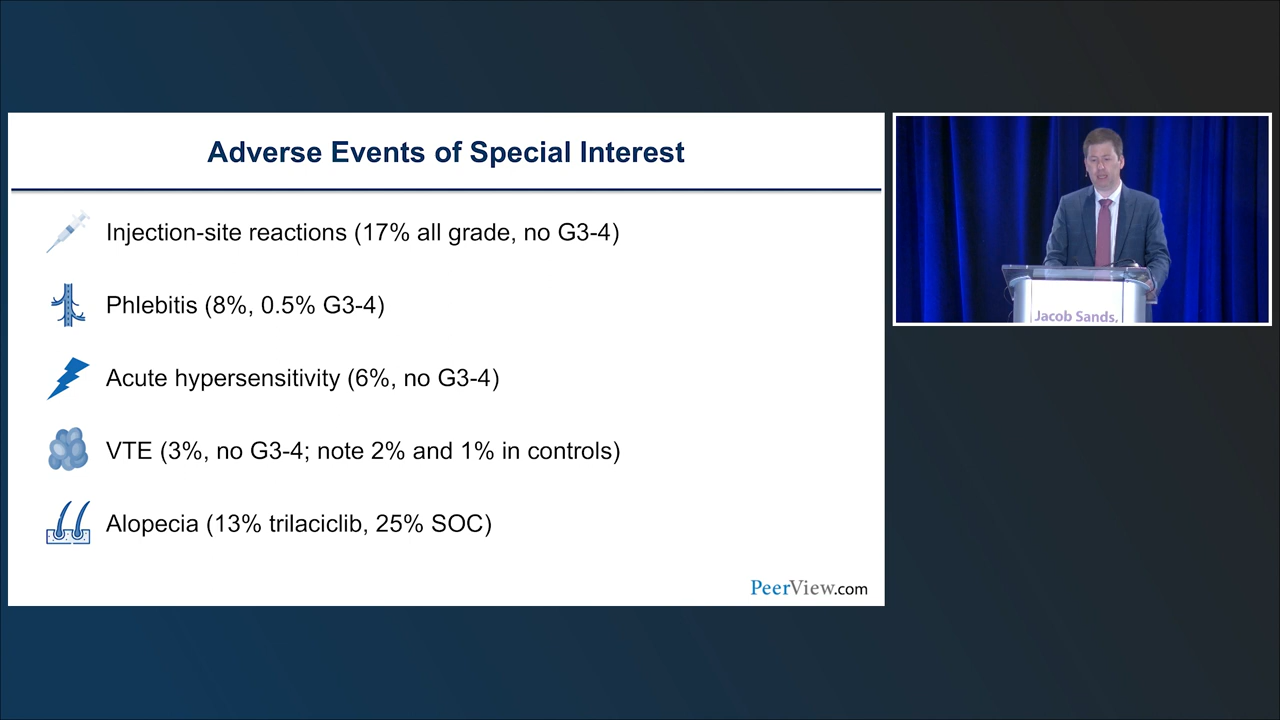 Adverse Events of Special Interest
Injection-site reactions (17% all grade, no G3-4)
Phlebitis (8%, 0.5% G3-4)
Acute hypersensitivity (6%, no G3-4)
VTE (3%, no G3-4; note 2% and 1% in controls)
Alopecia (13% trilaciclib, 25% SOC)
PeerView.com
Jacob Sands,